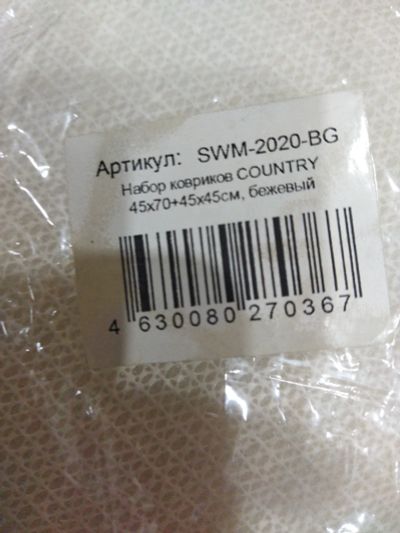 Артикул: SWM-2020-BG
Набор ковриков COUNTRY
45x70+45x45см, бежевый
4 630080 270367